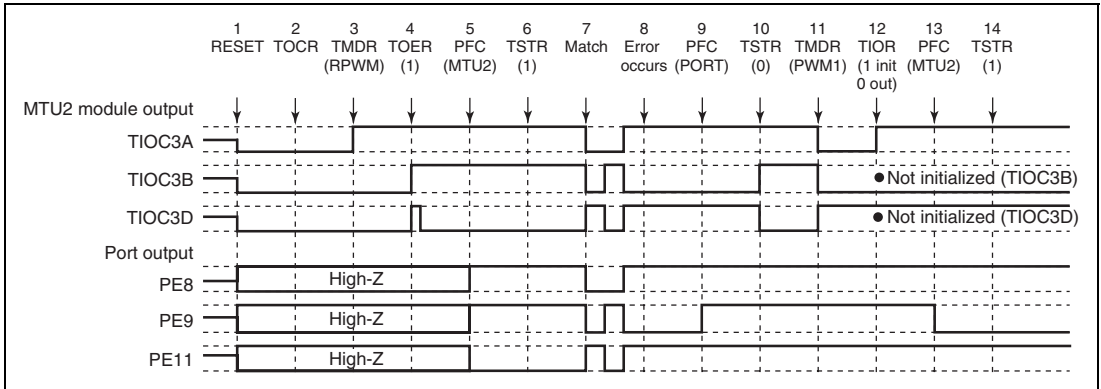 1 2 3 4 5 6 7 8 9 10 11 12 13 14
RESET TOCR TMDR TOER PFC TSTR Match Error PFC TSTR TMDR TIOR PFC TSTR
(RPWM) (1) (MTU2) (1) occurs (PORT) (0) (PWM1) (1 init (MTU2) (1)
0 out)
MTU2 module output
TIOC3A
TIOC3B ● Not initialized (TIOC3B)
TIOC3D ● Not initialized (TIOC3D)
Port output
PE8 High-Z
PE9 High-Z
PE11 High-Z